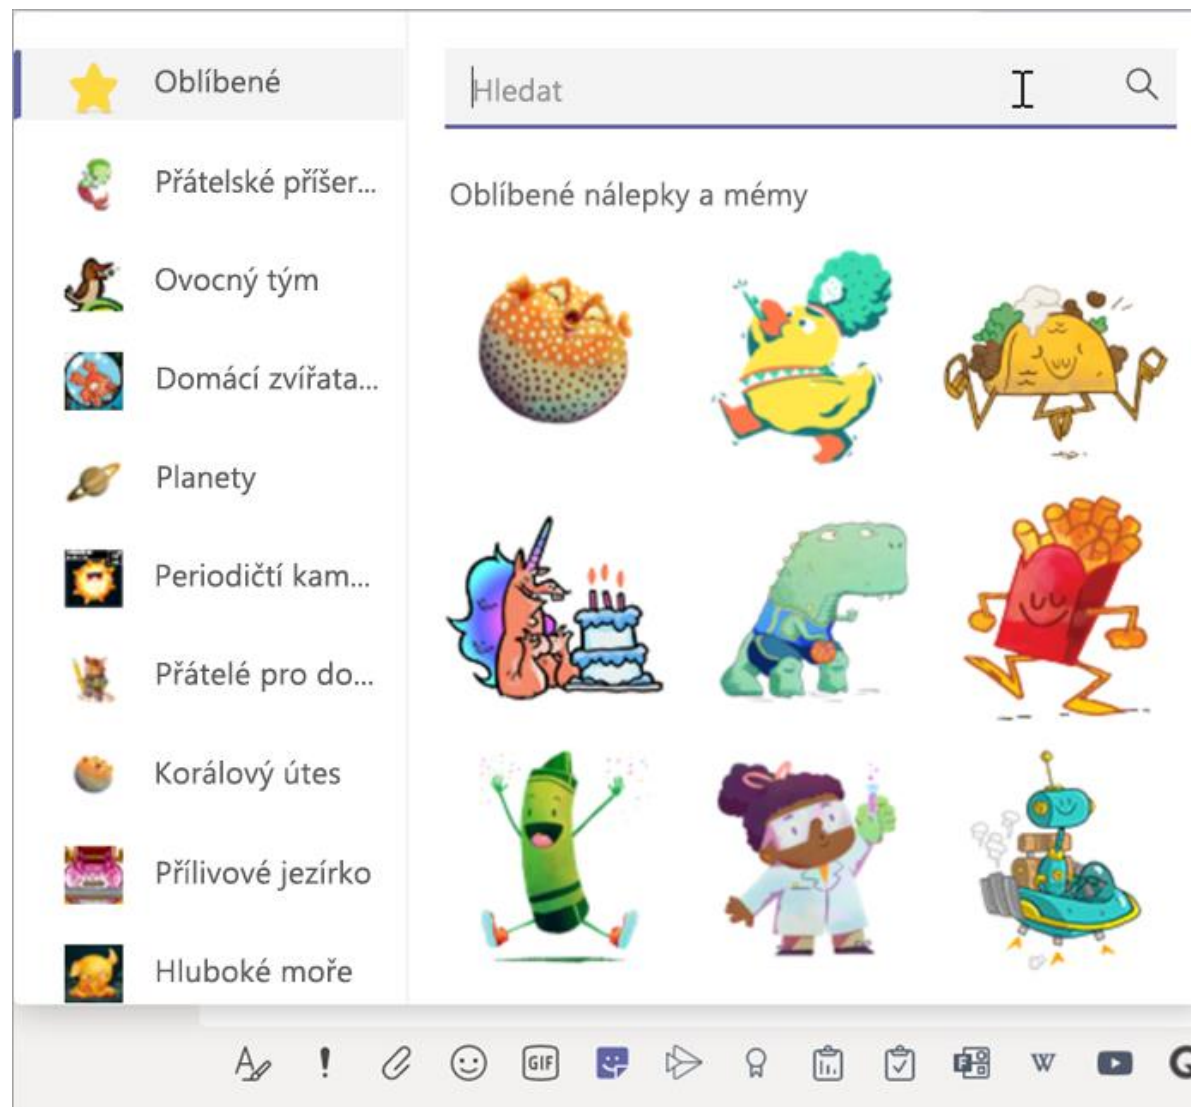 Oblíbené
Přátelské příšer...
Ovocný tým
Domácí zvířata...
Planety
Periodičtí kam...
Přátelé pro do...
Korálový útes
Přílivové jezírko
Hluboké moře
Hledat
Oblíbené nálepky a mémy
GIF